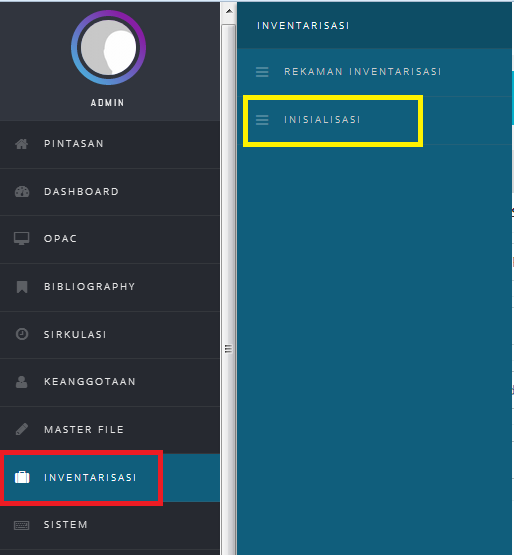 ADMIN
PINTASAN
DASHBOARD
OPAC
BIBLIOGRAPHY
SIRKULASI
KEANGGOTAAN
MASTER FILE
INVENTARISASI
SISTEM
INVENTARISASI
REKAMAN INVENTARISASI
INISIALISASI